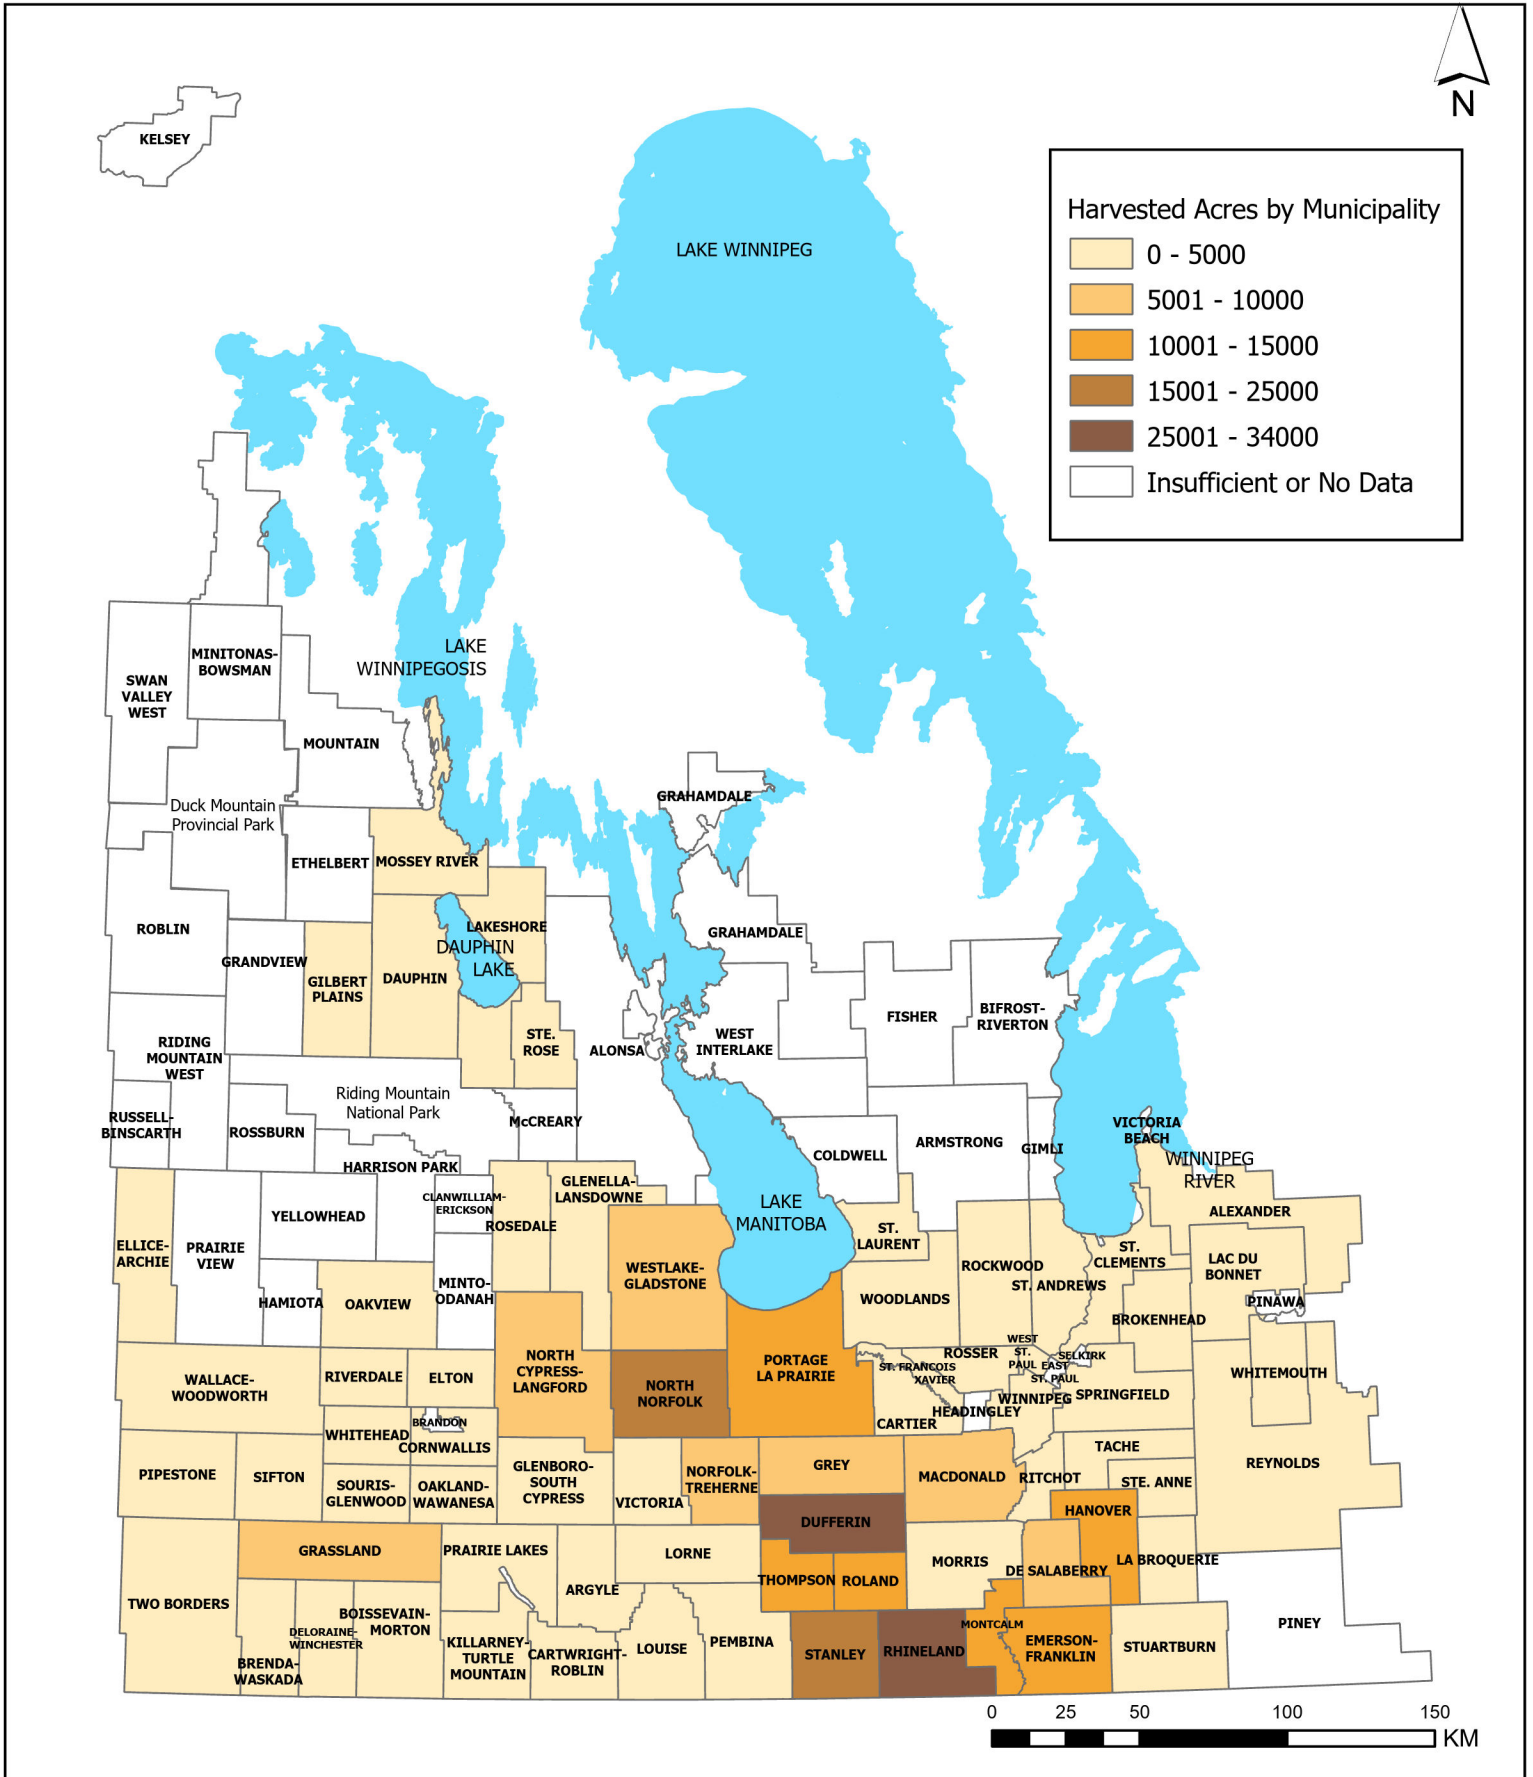 N
KELSEY
LAKE WINNIPEG
Harvested Acres by Municipality
0 - 5000
5001 - 10000
10001 - 15000
15001 - 25000
25001 - 34000
Insufficient or No Data
LAKE
WINNIPEGOSIS
MINITONAS-
BOWSMAN
SWAN
VALLEY
WEST
MOUNTAIN
Duck Mountain
Provincial Park
GRAHAMDALE
ETHELBERT
MOSSEY RIVER
ROBLIN
LAKESHORE
DAUPHIN
LAKE
GRAHAMDALE
GRANDVIEW
GILBERT
PLAINS
DAUPHIN
FISHER
BIFROST-
RIVERTON
WEST
INTERLAKE
STE.
ROSE
ALONSA
RIDING
MOUNTAIN
WEST
Riding Mountain
National Park
RUSSELL-
BINSCARTH
ROSSBURN
McCREARY
VICTORIA
BEACH
ARMSTRONG
GIMLI
COLDWELL
WINNIPEG
RIVER
HARRISON PARK
CLANWILLIAM-
ERICKSON
GLENELLA-
LANSDOWNE
ROSEDALE
YELLOWHEAD
LAKE
MANITOBA
ALEXANDER
ELLICE-
ARCHIE
PRAIRIE
VIEW
ST.
LAURENT
ST.
CLEMENTS
LAC DU
BONNET
WESTLAKE-
GLADSTONE
ROCKWOOD
ST. ANDREWS
HAMIOTA
OAKVIEW
MINTO-
ODANAH
WOODLANDS
PINAWA
BROKENHEAD
WEST
ST.
PAUL
ROSSER
SELKIRK
EAST
ST. PAUL
ST. FRANCOIS
XAVIER
NORTH
CYPRESS-
LANGFORD
PORTAGE
LA PRAIRIE
WALLACE-
WOODWORTH
RIVERDALE
ELTON
NORTH
NORFOLK
WHITEMOUTH
SPRINGFIELD
WINNIPEG
HEADINGLEY
CARTIER
BRANDON
WHITEHEAD
CORNWALLIS
TACHE
PIPESTONE
SIFTON
SOURIS-
GLENWOOD
OAKLAND-
WAWANESA
GLENBORO-
SOUTH
CYPRESS
VICTORIA
NORFOLK-
TREHERNE
GREY
MACDONALD
RITCHOT
STE. ANNE
REYNOLDS
HANOVER
DUFFERIN
GRASSLAND
PRAIRIE LAKES
LORNE
MORRIS
DE SALABERRY
LA BROQUERIE
ARGYLE
THOMPSON
ROLAND
TWO BORDERS
DELORAINE-
WINCHESTER
BOISSEVAIN-
MORTON
BRENDA-
WASKADA
KILLARNEY-
TURTLE
MOUNTAIN
CARTWRIGHT-
ROBLIN
LOUISE
PEMBINA
STANLEY
RHINELAND
MONTCALM
EMERSON-
FRANKLIN
STUARTBURN
PINEY
0 25 50 100 150
KM